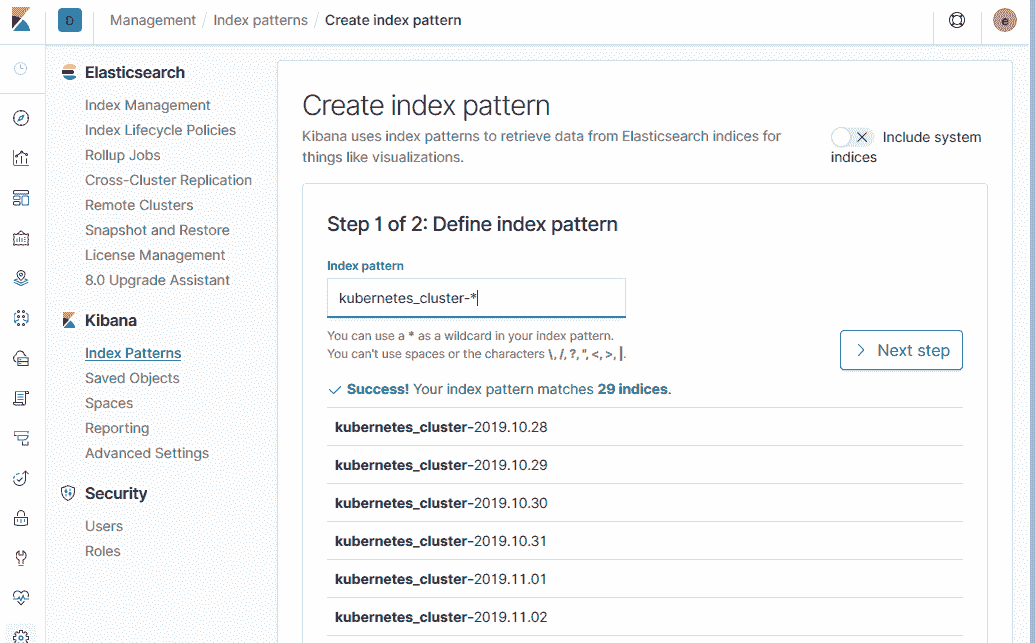 D
Management / Index patterns / Create index pattern
e
Elasticsearch
Index Management
Index Lifecycle Policies
Rollup Jobs
Cross-Cluster Replication
Remote Clusters
Snapshot and Restore
License Management
8.0 Upgrade Assistant
Kibana
Index Patterns
Saved Objects
Spaces
Reporting
Advanced Settings
Security
Users
Roles
Create index pattern
Kibana uses index patterns to retrieve data from Elasticsearch indices for
things like visualizations.
Include system
indices
Step 1 of 2: Define index pattern
Index pattern
kubernetes_cluster-*
You can use a * as a wildcard in your index pattern.
You can't use spaces or the characters \, /, ?, ", <, >, |.
Next step
Success! Your index pattern matches 29 indices.
kubernetes_cluster-2019.10.28
kubernetes_cluster-2019.10.29
kubernetes_cluster-2019.10.30
kubernetes_cluster-2019.10.31
kubernetes_cluster-2019.11.01
kubernetes_cluster-2019.11.02